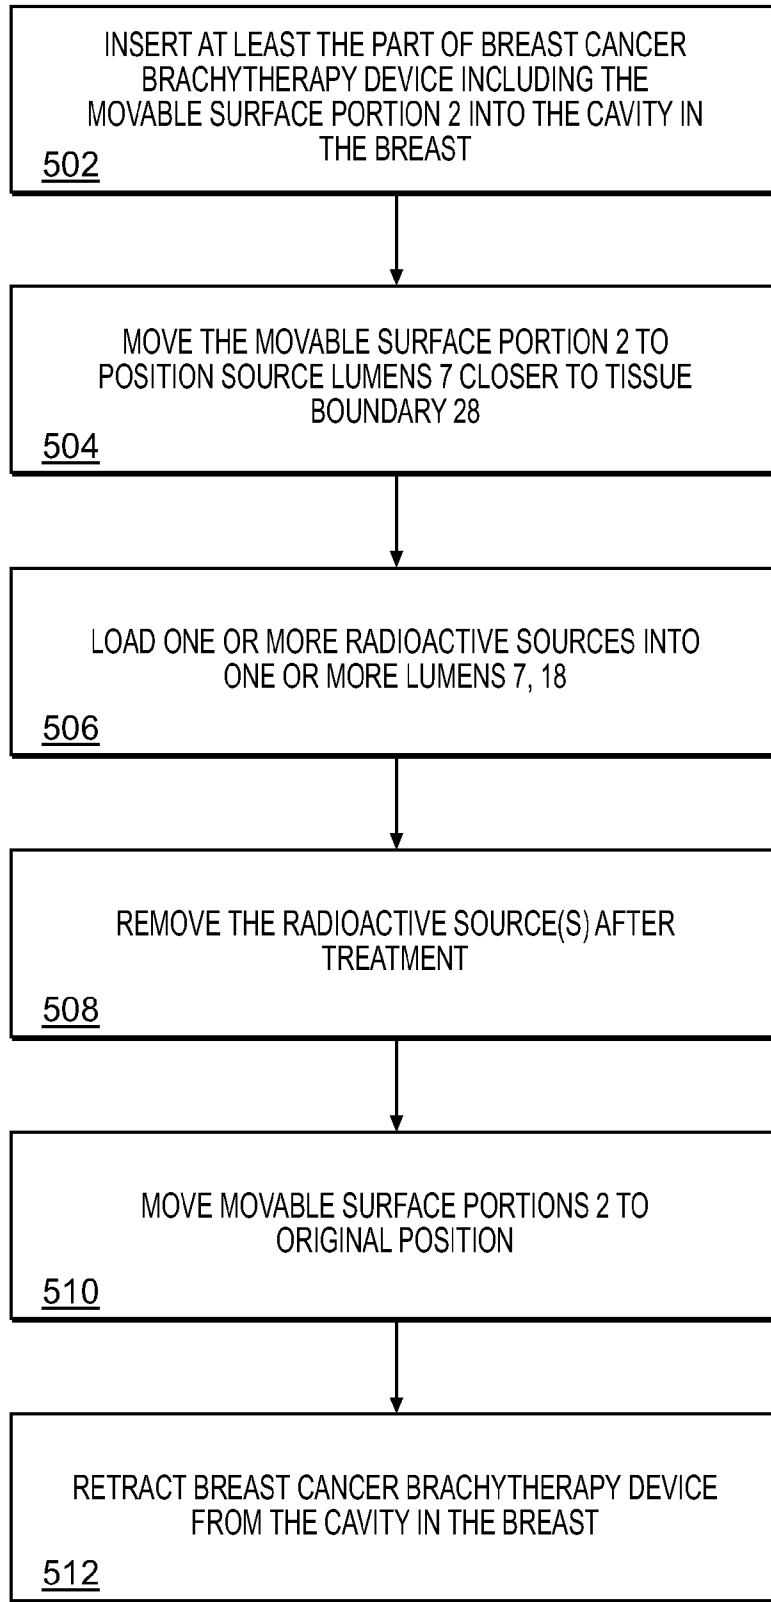 INSERT AT LEAST THE PART OF BREAST CANCER
BRACHYTHERAPY DEVICE INCLUDING THE
MOVABLE SURFACE PORTION 2 INTO THE CAVITY IN
THE BREAST
502
MOVE THE MOVABLE SURFACE PORTION 2 TO
POSITION SOURCE LUMENS 7 CLOSER TO TISSUE
BOUNDARY 28
504
LOAD ONE OR MORE RADIOACTIVE SOURCES INTO
ONE OR MORE LUMENS 7, 18
506
REMOVE THE RADIOACTIVE SOURCE(S) AFTER
TREATMENT
508
MOVE MOVABLE SURFACE PORTIONS 2 TO
ORIGINAL POSITION
510
RETRACT BREAST CANCER BRACHYTHERAPY DEVICE
FROM THE CAVITY IN THE BREAST
512